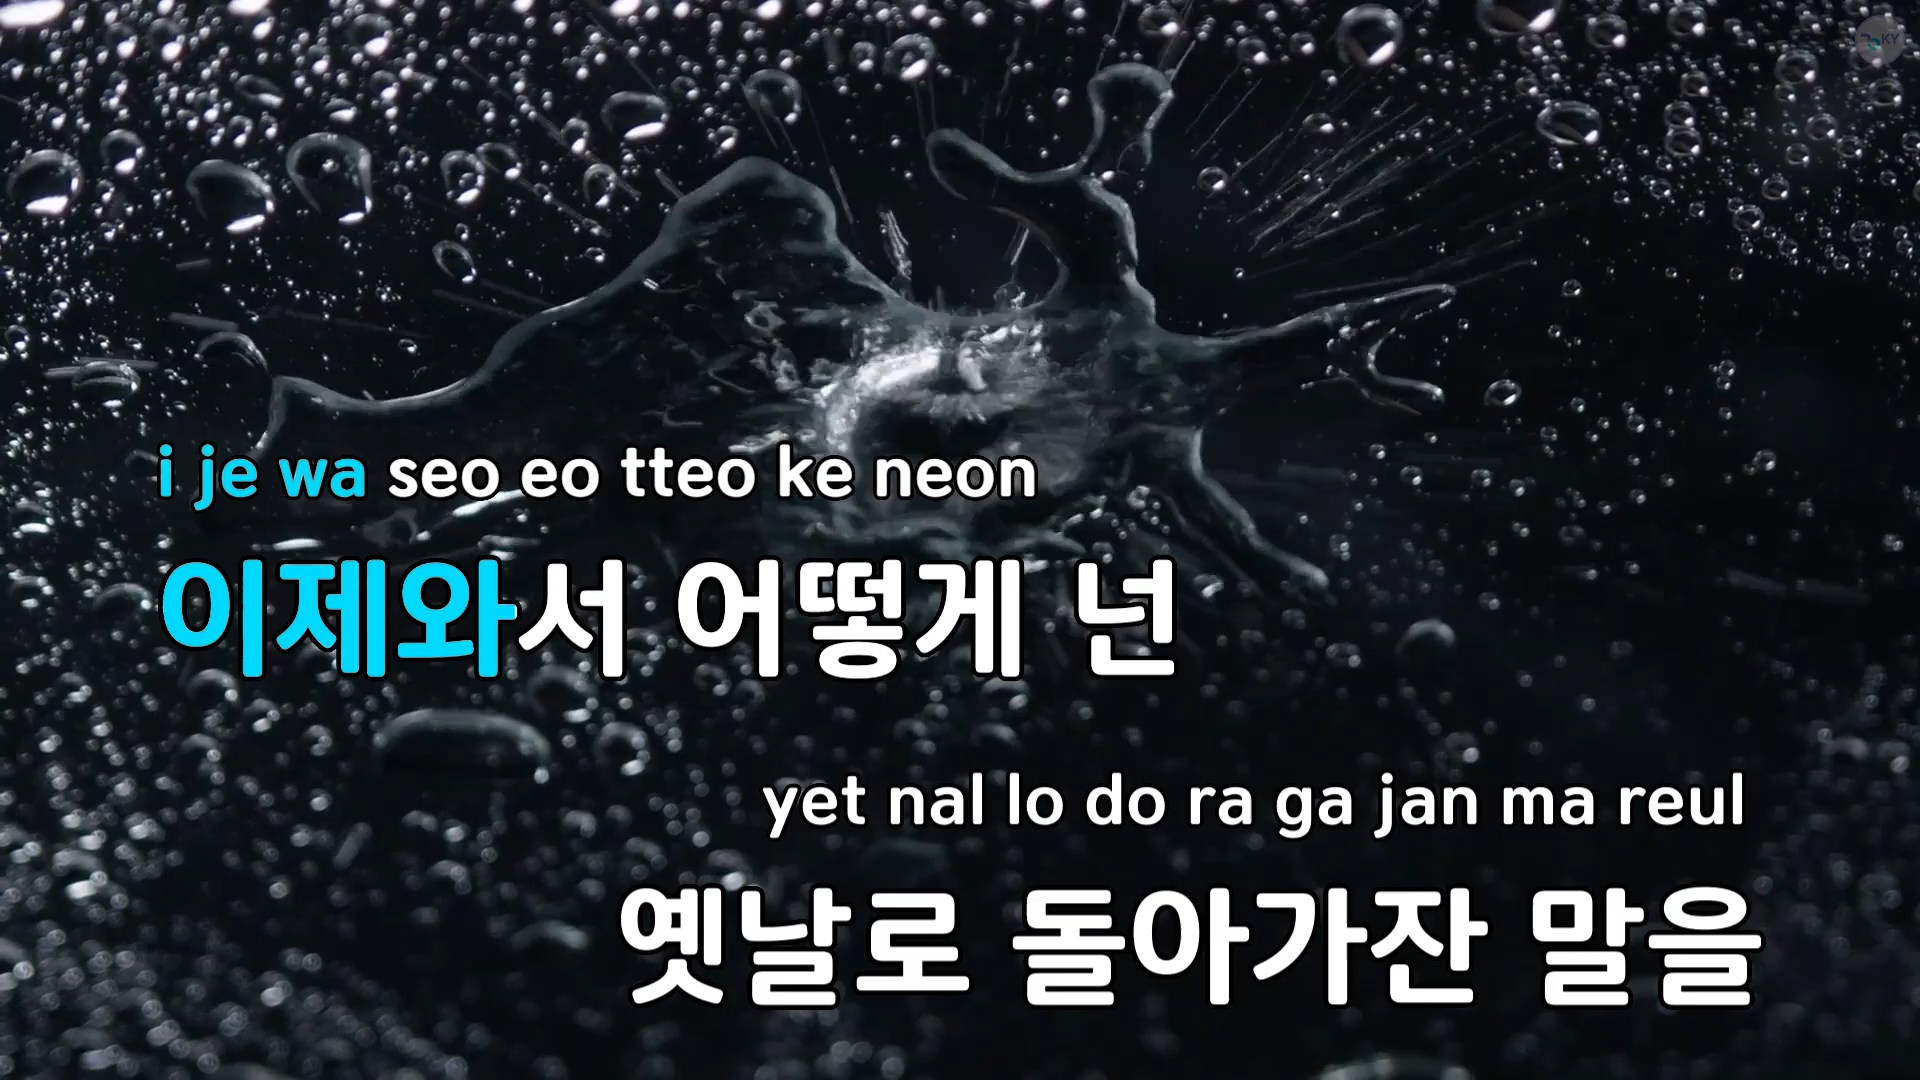 KY
i je wa seo eo tteo ke neon
이제와서 어떻게 넌
yet nal lo do ra ga jan ma reul
옛날로 돌아가잔 말을